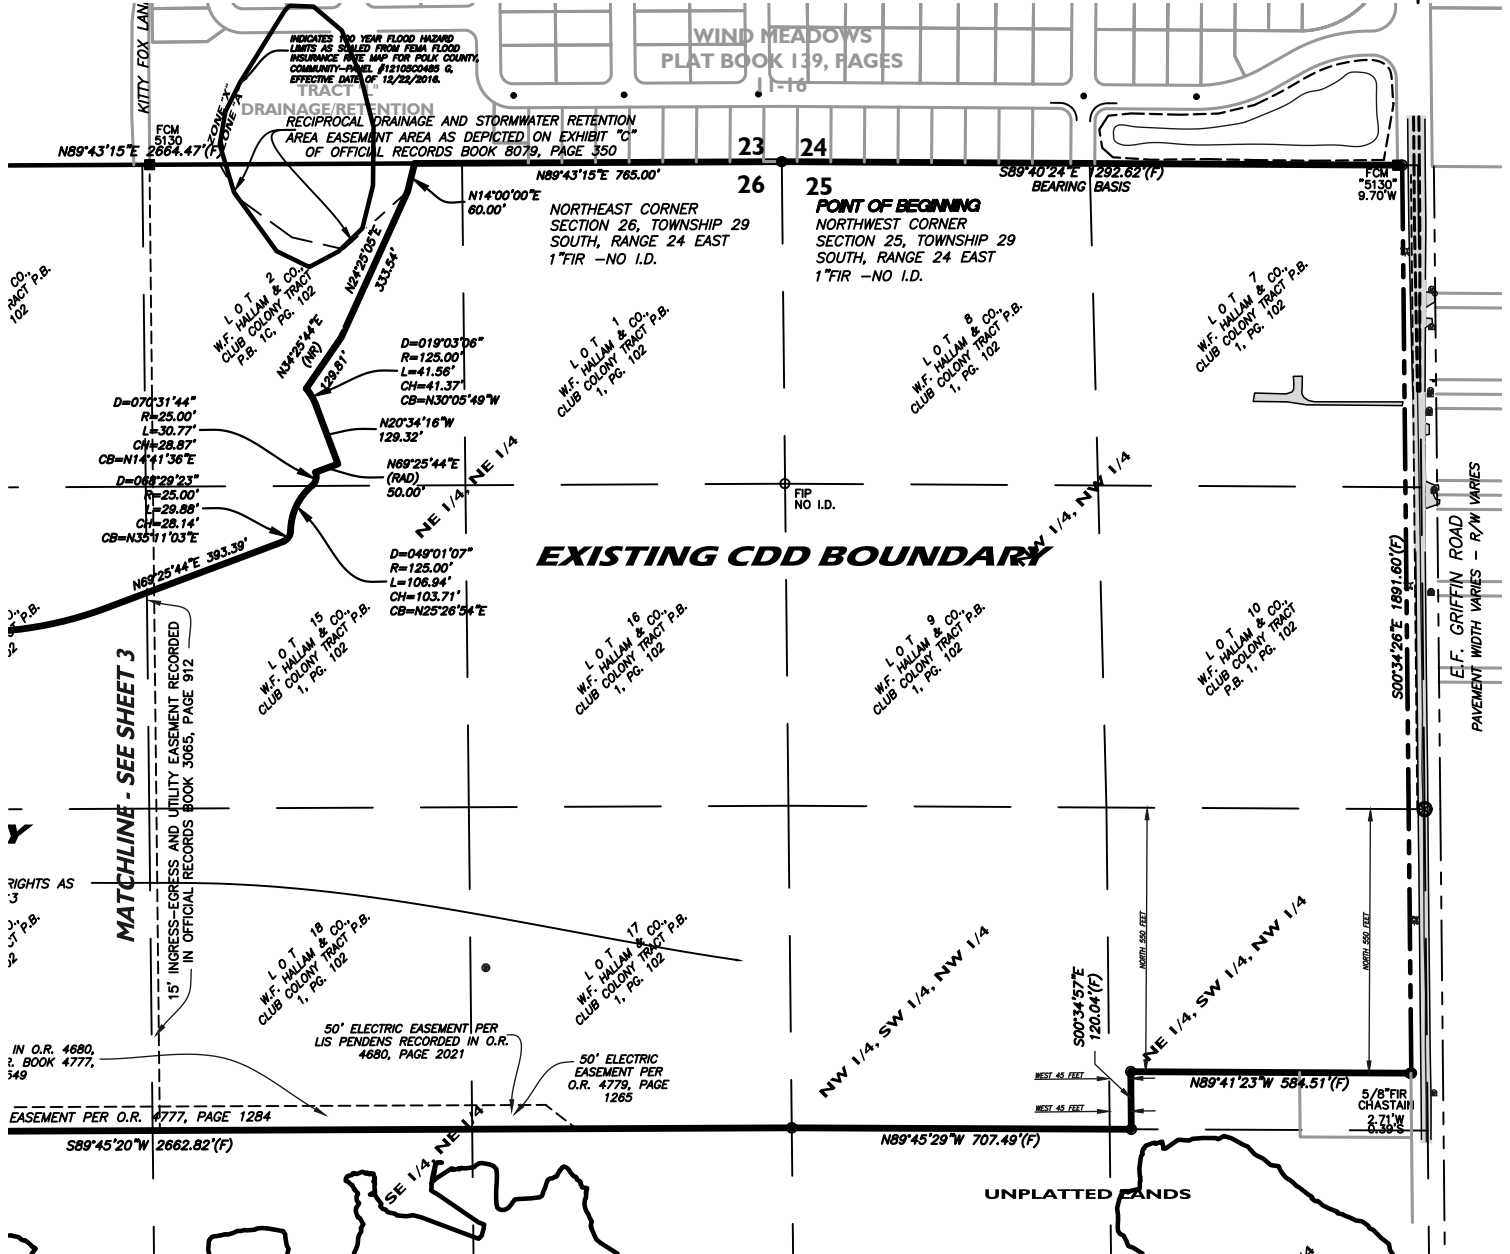 WIND MEADOWS
PLAT BOOK 139, PAGES
11-16
KITTY FOX LAN
INDICATES 100 YEAR FLOOD HAZARD
LIMITS AS SCALED FROM FEMA FLOOD
INSURANCE RATE MAP FOR POLK COUNTY,
COMMUNITY-PANEL #12105C0485 G,
EFFECTIVE DATE OF 12/22/2016.
TRACT "L"
DRAINAGE/RETENTION
ZONE "X"
ZONE "A"
RECIPROCAL DRAINAGE AND STORMWATER RETENTION
AREA EASEMENT AREA AS DEPICTED ON EXHIBIT "C"
OF OFFICIAL RECORDS BOOK 8079, PAGE 350
FCM
5130
N89°43'15"E 2664.47'(F)
N89°43'15"E 765.00'
23 24
26 25
S89°40'24"E 1292.62'(F)
BEARING BASIS
FCM
"5130"
9.70'W
N14°00'00"E
60.00'
NORTHEAST CORNER
SECTION 26, TOWNSHIP 29
SOUTH, RANGE 24 EAST
1"FIR -NO I.D.
POINT OF BEGINNING
NORTHWEST CORNER
SECTION 25, TOWNSHIP 29
SOUTH, RANGE 24 EAST
1"FIR -NO I.D.
CO.,
RACT P.B.
102
L O T 2
W.F. HALLAM & CO.,
CLUB COLONY TRACT
P.B. 1C, PG. 102
N24°25'05"E
333.54'
N34°25'44"E
(NR)
129.81'
L O T 1
W.F. HALLAM & CO.,
CLUB COLONY TRACT P.B.
1, PG. 102
L O T 8
W.F. HALLAM & CO.,
CLUB COLONY TRACT P.B.
1, PG. 102
L O T 7
W.F. HALLAM & CO.,
CLUB COLONY TRACT P.B.
1, PG. 102
D=019°03'06"
R=125.00'
L=41.56'
CH=41.37'
CB=N30°05'49"W
D=070°31'44"
R=25.00'
L=30.77'
CH=28.87'
CB=N14°41'36"E
N20°34'16"W
129.32'
N69°25'44"E
(RAD)
50.00'
D=068°29'23"
R=25.00'
L=29.88'
CH=28.14'
CB=N35°11'03"E
NE 1/4, NE 1/4
FIP
NO I.D.
NW 1/4, NW 1/4
EXISTING CDD BOUNDARY
N69°25'44"E 393.39'
D=049°01'07"
R=125.00'
L=106.94'
CH=103.71'
CB=N25°26'54"E
S00°34'26"E 1891.60'(F)
E.F. GRIFFIN ROAD
PAVEMENT WIDTH VARIES - R/W VARIES
L O T 15
W.F. HALLAM & CO.,
CLUB COLONY TRACT P.B.
1, PG. 102
L O T 16
W.F. HALLAM & CO.,
CLUB COLONY TRACT P.B.
1, PG. 102
L O T 9
W.F. HALLAM & CO.,
CLUB COLONY TRACT P.B.
1, PG. 102
L O T 10
W.F. HALLAM & CO.,
CLUB COLONY TRACT
P.B. 1, PG. 102
MATCHLINE - SEE SHEET 3
15' INGRESS-EGRESS AND UTILITY EASEMENT RECORDED
IN OFFICIAL RECORDS BOOK 3065, PAGE 912
Y
RIGHTS AS
L O T 18
W.F. HALLAM & CO.,
CLUB COLONY TRACT P.B.
1, PG. 102
L O T 17
W.F. HALLAM & CO.,
CLUB COLONY TRACT P.B.
1, PG. 102
NORTH 550 FEET
NORTH 550 FEET
NW 1/4, SW 1/4, NW 1/4
NE 1/4, SW 1/4, NW 1/4
S00°34'57"E
120.04'(F)
IN O.R. 4680,
R. BOOK 4777,
549
50' ELECTRIC EASEMENT PER
LIS PENDENS RECORDED IN O.R.
4680, PAGE 2021
50' ELECTRIC
EASEMENT PER
O.R. 4779, PAGE
1265
WEST 45 FEET
WEST 45 FEET
N89°41'23"W 584.51'(F)
5/8"FIR
CHASTAIN
2.71'W
0.39'S
EASEMENT PER O.R. 4777, PAGE 1284
S89°45'20"W 2662.82'(F)
N89°45'29"W 707.49'(F)
SE 1/4, NE 1/4
UNPLATTED LANDS